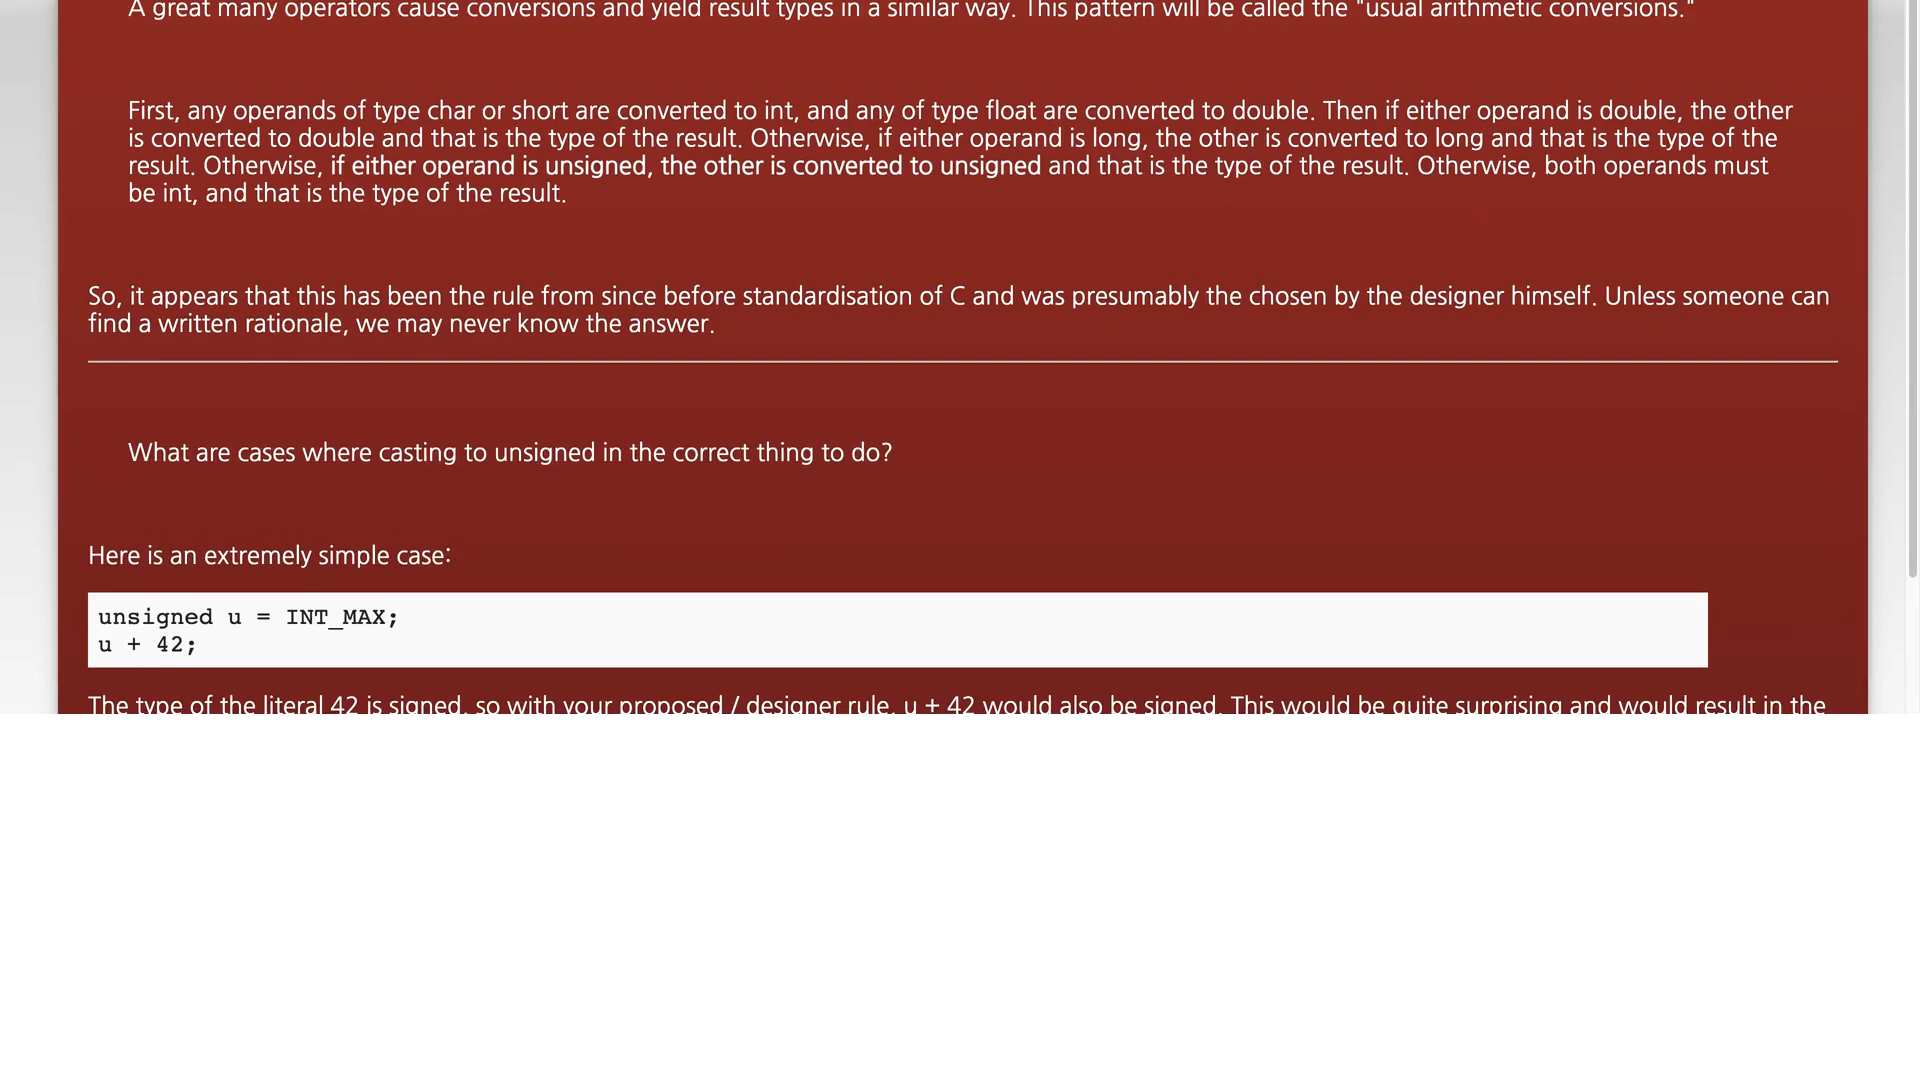 A great many operators cause conversions and yield result types in a similar way. This pattern will be called the "usual arithmetic conversions."
First, any operands of type char or short are converted to int, and any of type float are converted to double. Then if either operand is double, the other
is converted to double and that is the type of the result. Otherwise, if either operand is long, the other is converted to long and that is the type of the
result. Otherwise, if either operand is unsigned, the other is converted to unsigned and that is the type of the result. Otherwise, both operands must
be int, and that is the type of the result.
So, it appears that this has been the rule from since before standardisation of C and was presumably the chosen by the designer himself. Unless someone can
find a written rationale, we may never know the answer.
What are cases where casting to unsigned in the correct thing to do?
Here is an extremely simple case:
unsigned u = INT_MAX;
u + 42;
The type of the literal 42 is signed, so with your proposed / designer rule, u + 42 would also be signed. This would be quite surprising and would result in the